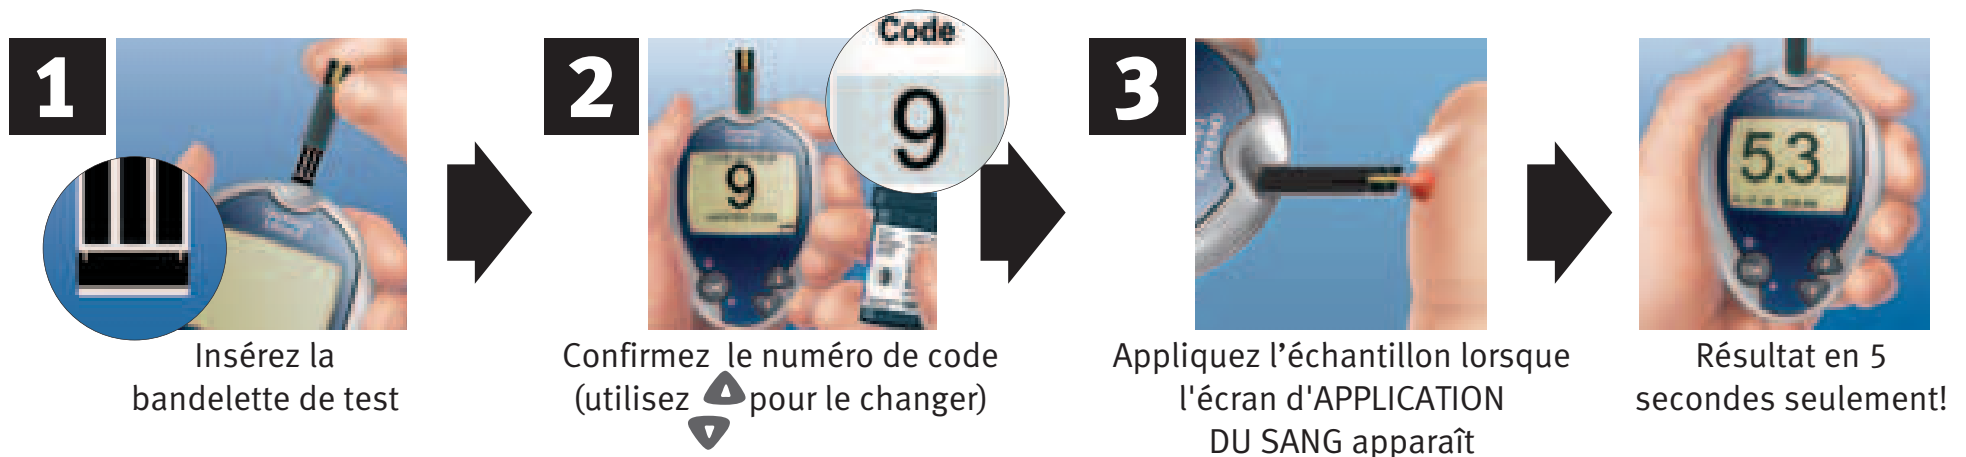 1
Insérez la
bandelette de test
2
Code
9
9
Confirmez le numéro de code
(utilisez pour le changer)
3
Appliquez l’échantillon lorsque
l'écran d'APPLICATION
DU SANG apparaît
5.3
Résultat en 5
secondes seulement!